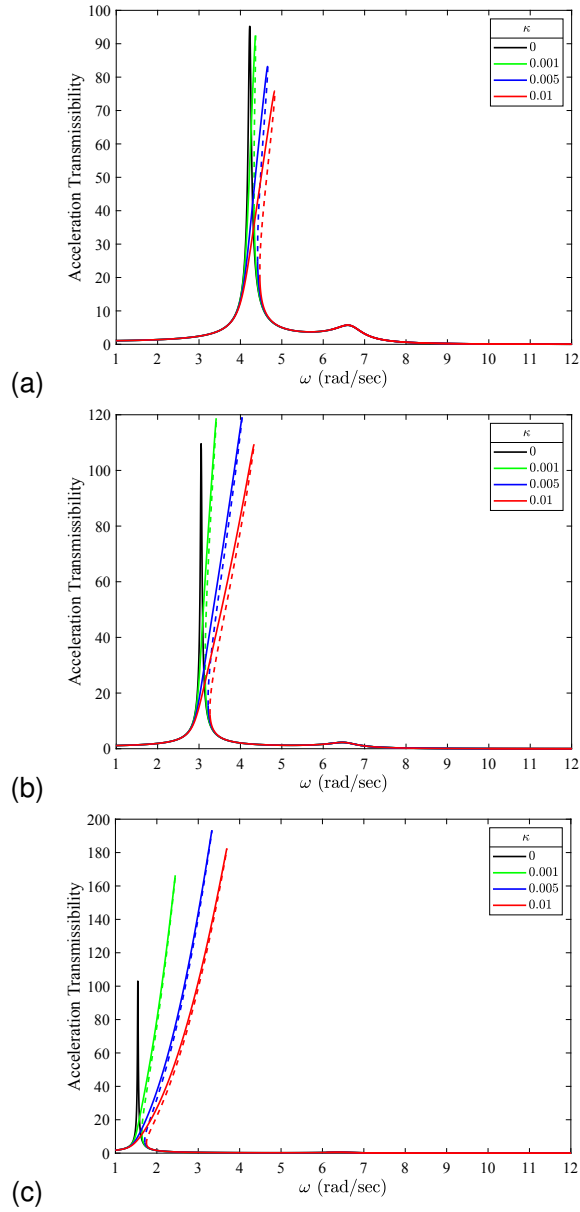 100
90
80
70
60
50
40
30
20
10
0
Acceleration Transmissibility
κ
0
0.001
0.005
0.01
1 2 3 4 5 6 7 8 9 10 11 12
ω (rad/sec)
(a)
120
100
80
60
40
20
0
Acceleration Transmissibility
κ
0
0.001
0.005
0.01
1 2 3 4 5 6 7 8 9 10 11 12
ω (rad/sec)
(b)
200
180
160
140
120
100
80
60
40
20
0
Acceleration Transmissibility
κ
0
0.001
0.005
0.01
1 2 3 4 5 6 7 8 9 10 11 12
ω (rad/sec)
(c)